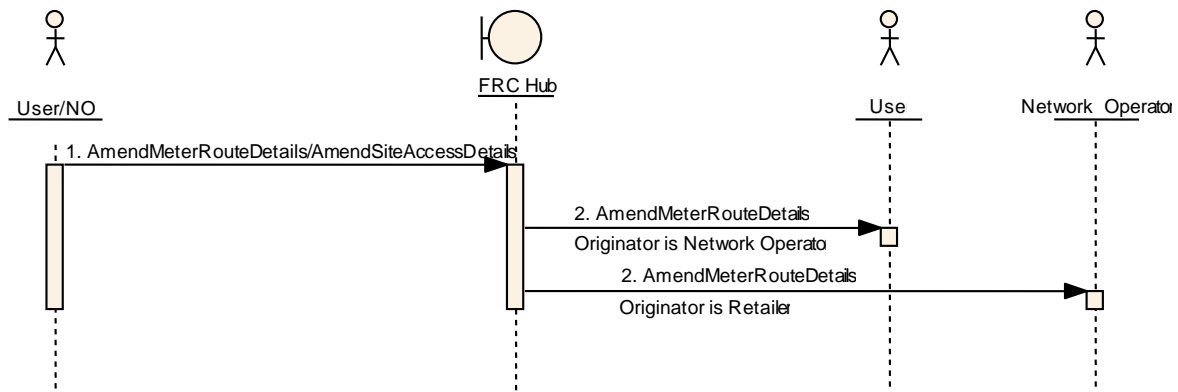 FRC Hub
User/NO
Use
Network Operator
1. AmendMeterRouteDetails/AmendSiteAccessDetails
2. AmendMeterRouteDetails
Originator is Network Operato
2. AmendMeterRouteDetails
Originator is Retailer